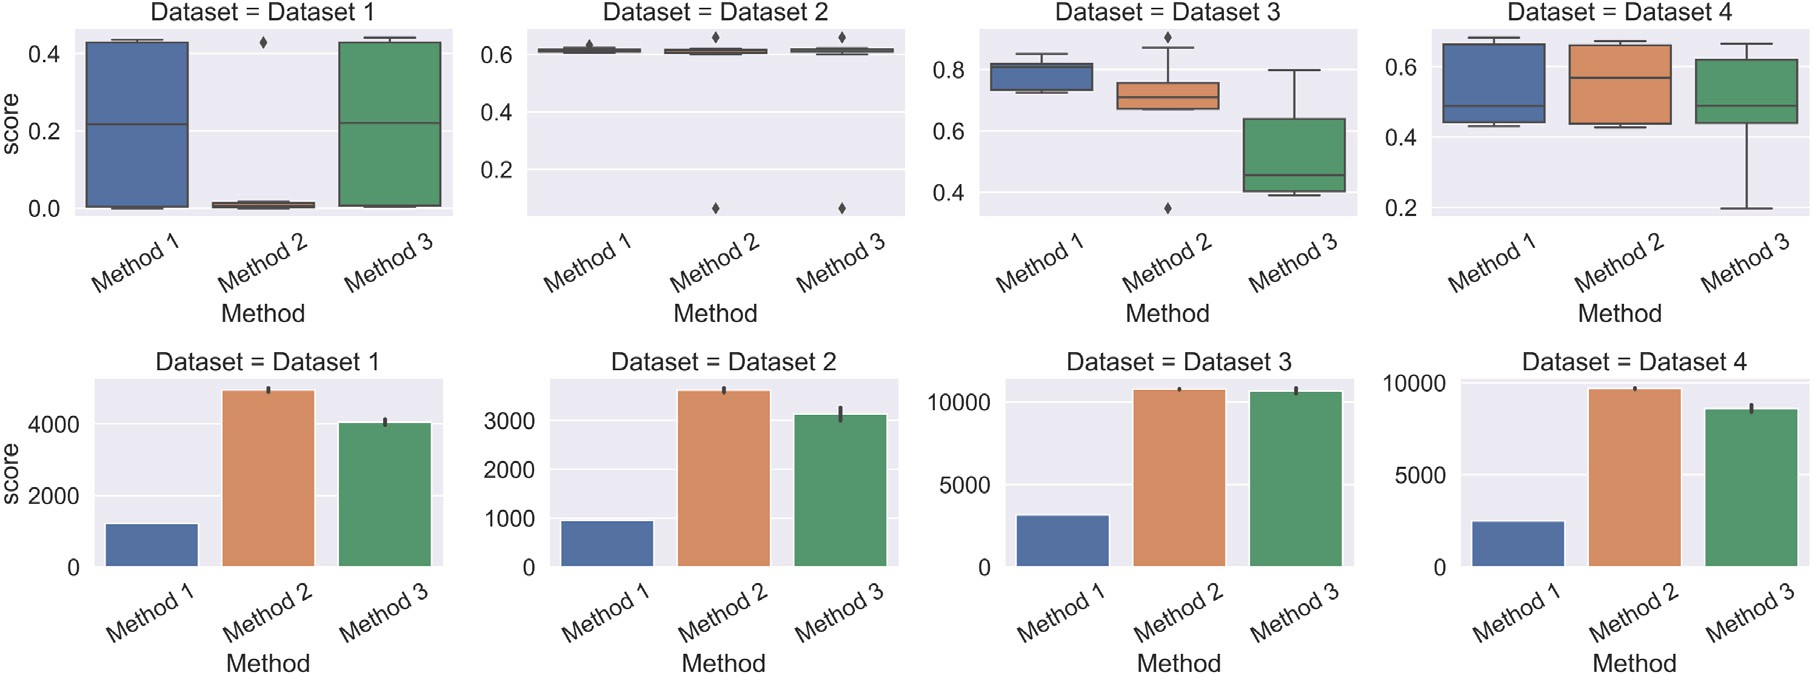 Dataset = Dataset 1
Dataset = Dataset 2
Dataset = Dataset 3
Dataset = Dataset 4
score
0.4
0.2
0.0
0.6
0.4
0.2
0.8
0.6
0.4
0.6
0.4
0.2
Method 1
Method 2
Method 3
Method 1
Method 2
Method 3
Method 1
Method 2
Method 3
Method 1
Method 2
Method 3
Method
Method
Method
Method
Dataset = Dataset 1
Dataset = Dataset 2
Dataset = Dataset 3
Dataset = Dataset 4
score
4000
2000
0
3000
2000
1000
0
10000
5000
0
10000
5000
0
Method 1
Method 2
Method 3
Method 1
Method 2
Method 3
Method 1
Method 2
Method 3
Method 1
Method 2
Method 3
Method
Method
Method
Method